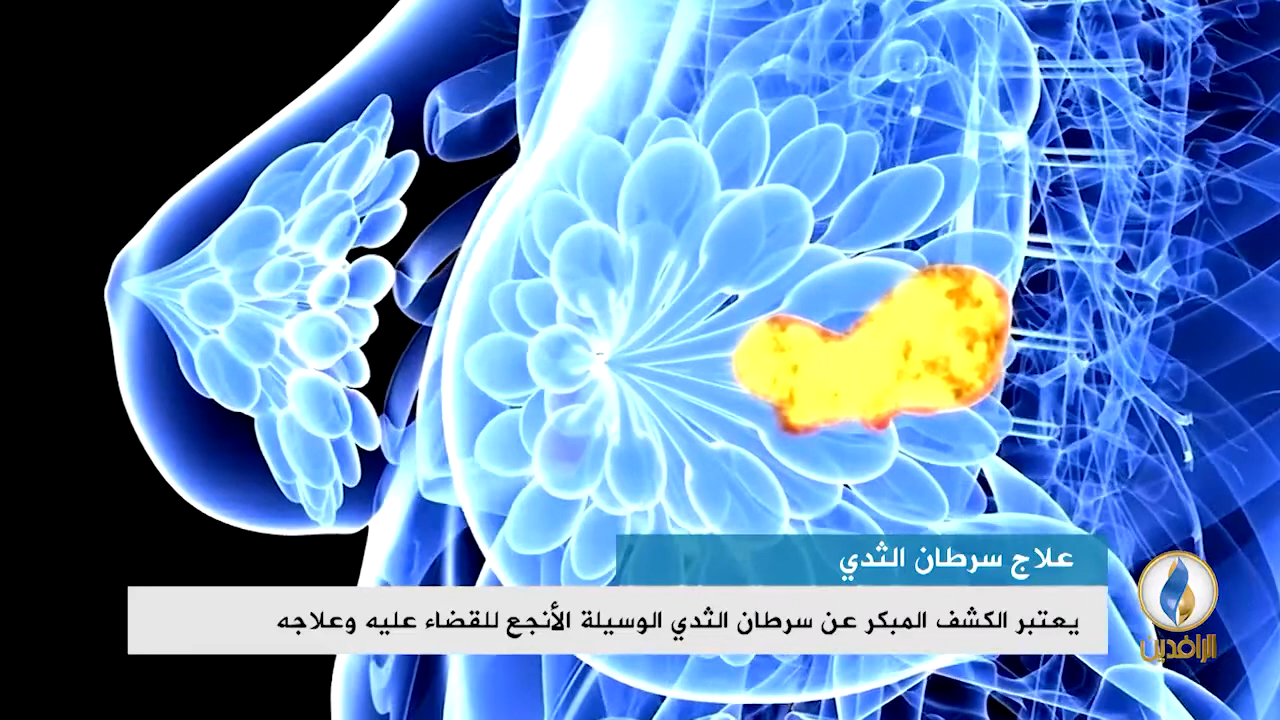 علاج سرطان الثدي
يعتبر الكشف المبكر عن سرطان الثدي الوسيلة الأنجع للقضاء عليه وعلاجه
الرافدين